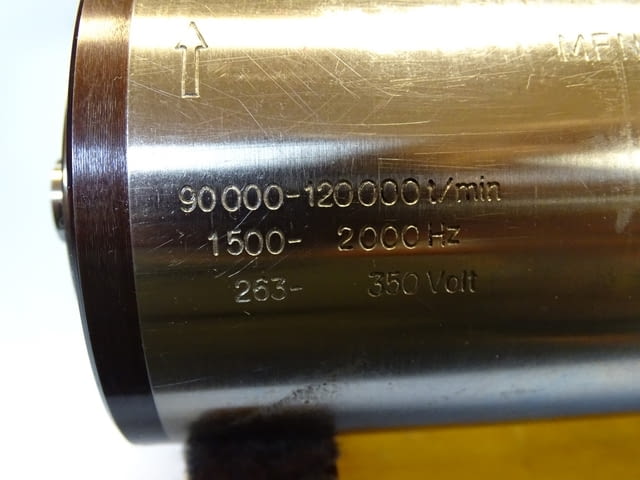 90000-120000 t/min
1500- 2000 Hz
263- 350 Volt